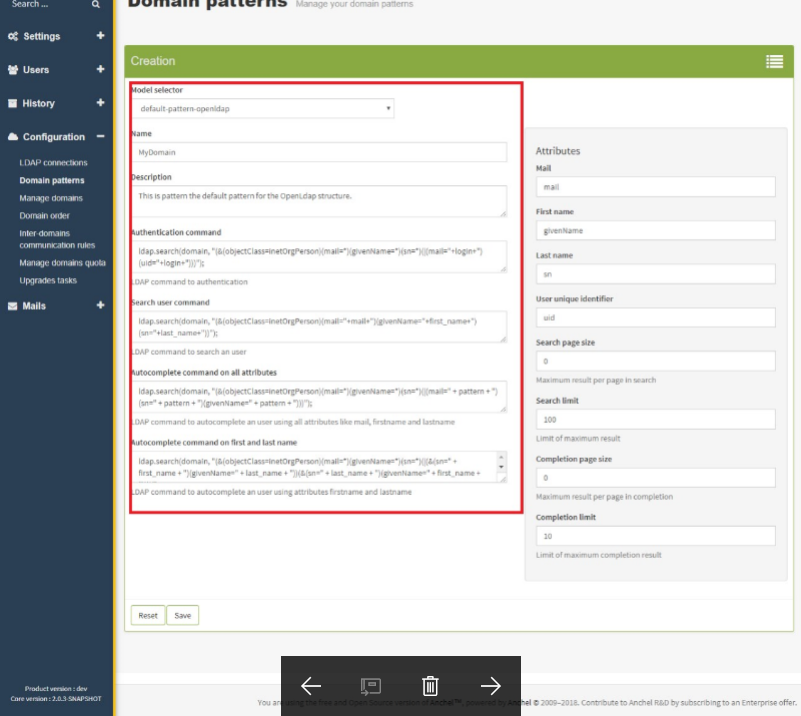 Search ...
Settings
Users
History
Configuration
LDAP connections
Domain patterns
Manage domains
Domain order
Inter-domains
communication rules
Manage domains quota
Upgrades tasks
Mails
Product version : dev
Core version : 2.0.3-SNAPSHOT
Domain patterns Manage your domain patterns
Creation
Model selector
default-pattern-openldap
Name
MyDomain
Description
This is pattern the default pattern for the OpenLdap structure.
Authentication command
ldap.search(domain, "(&(objectClass=inetOrgPerson)(mail=*)(givenName=*)(sn=*)(|(mail="+login+")
(uid="+login+")))");
LDAP command to authentication
Search user command
ldap.search(domain, "(&(objectClass=inetOrgPerson)(mail="+mail+")(givenName="+first_name+")
(sn="+last_name+"))");
LDAP command to search an user
Autocomplete command on all attributes
ldap.search(domain, "(&(objectClass=inetOrgPerson)(mail=*)(givenName=*)(sn=*)(|(mail=" + pattern + ")
(sn=" + pattern + ")(givenName=" + pattern + ")))");
LDAP command to autocomplete an user using all attributes like mail, firstname and lastname
Autocomplete command on first and last name
ldap.search(domain, "(&(objectClass=inetOrgPerson)(mail=*)(givenName=*)(sn=*)(|(&(sn=" +
first_name + ")(givenName=" + last_name + "))(&(sn=" + last_name + ")(givenName=" + first_name +
LDAP command to autocomplete an user using attributes firstname and lastname
Attributes
Mail
mail
First name
givenName
Last name
sn
User unique identifier
uid
Search page size
0
Maximum result per page in search
Search limit
100
Limit of maximum result
Completion page size
0
Maximum result per page in completion
Completion limit
10
Limit of maximum completion result
Reset
Save
You are using the free and Open Source version of Anchel™, powered by Anchel © 2009–2018. Contribute to Anchel R&D by subscribing to an Enterprise offer.